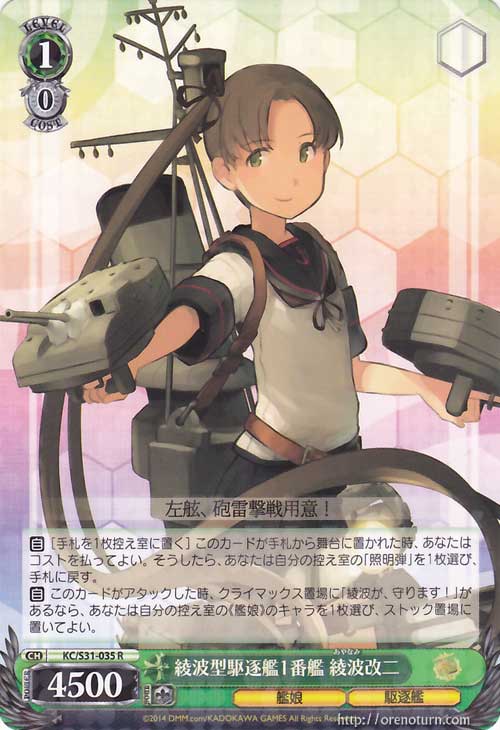 LEVEL
1
0
COST
左舷、砲雷撃戦用意！
自［手札を1枚控え室に置く］このカードが手札から舞台に置かれた時、あなたは
コストを払ってよい。そうしたら、あなたは自分の控え室の「照明弾」を1枚選び、
手札に戻す。
自 このカードがアタックした時、クライマックス置場に「綾波が、守ります！」が
あるなら、あなたは自分の控え室の《艦娘》のキャラを1枚選び、ストック置場に
置いてよい。
CH KC/S31-035 R
あやなみ
綾波型駆逐艦1番艦 綾波改二
POWER
4500
艦娘
駆逐艦
©2014 DMM.com/KADOKAWA GAMES All Rights Reserved.
http://orenoturn.com/